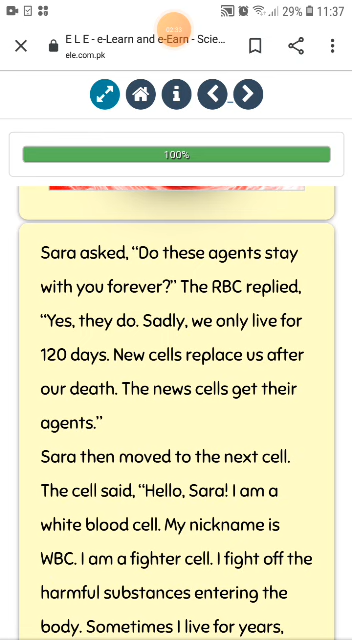 29% 11:37
E L E - e-Learn and e-Earn - Scie...
ele.com.pk
100%
Sara asked, “Do these agents stay
with you forever?” The RBC replied,
“Yes, they do. Sadly, we only live for
120 days. New cells replace us after
our death. The news cells get their
agents.”
Sara then moved to the next cell.
The cell said, “Hello, Sara! I am a
white blood cell. My nickname is
WBC. I am a fighter cell. I fight off the
harmful substances entering the
body. Sometimes I live for years,